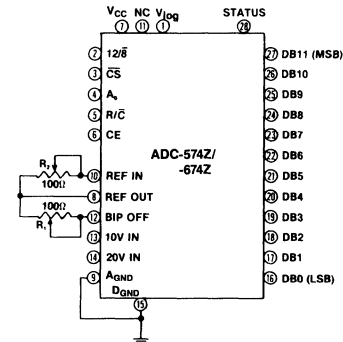 VCC NC Vlog STATUS
7 11 1 28
2 12/8̅ 27 DB11 (MSB)
3 C̅S̅ 26 DB10
4 Ao 25 DB9
5 R/C̅ 24 DB8
6 CE 23 DB7
ADC-574Z/
-674Z
22 DB6
R2
100Ω 10 REF IN 21 DB5
8 REF OUT 20 DB4
100Ω
R1 12 BIP OFF 19 DB3
13 10V IN 18 DB2
14 20V IN 17 DB1
9 AGND 16 DB0 (LSB)
DGND
15